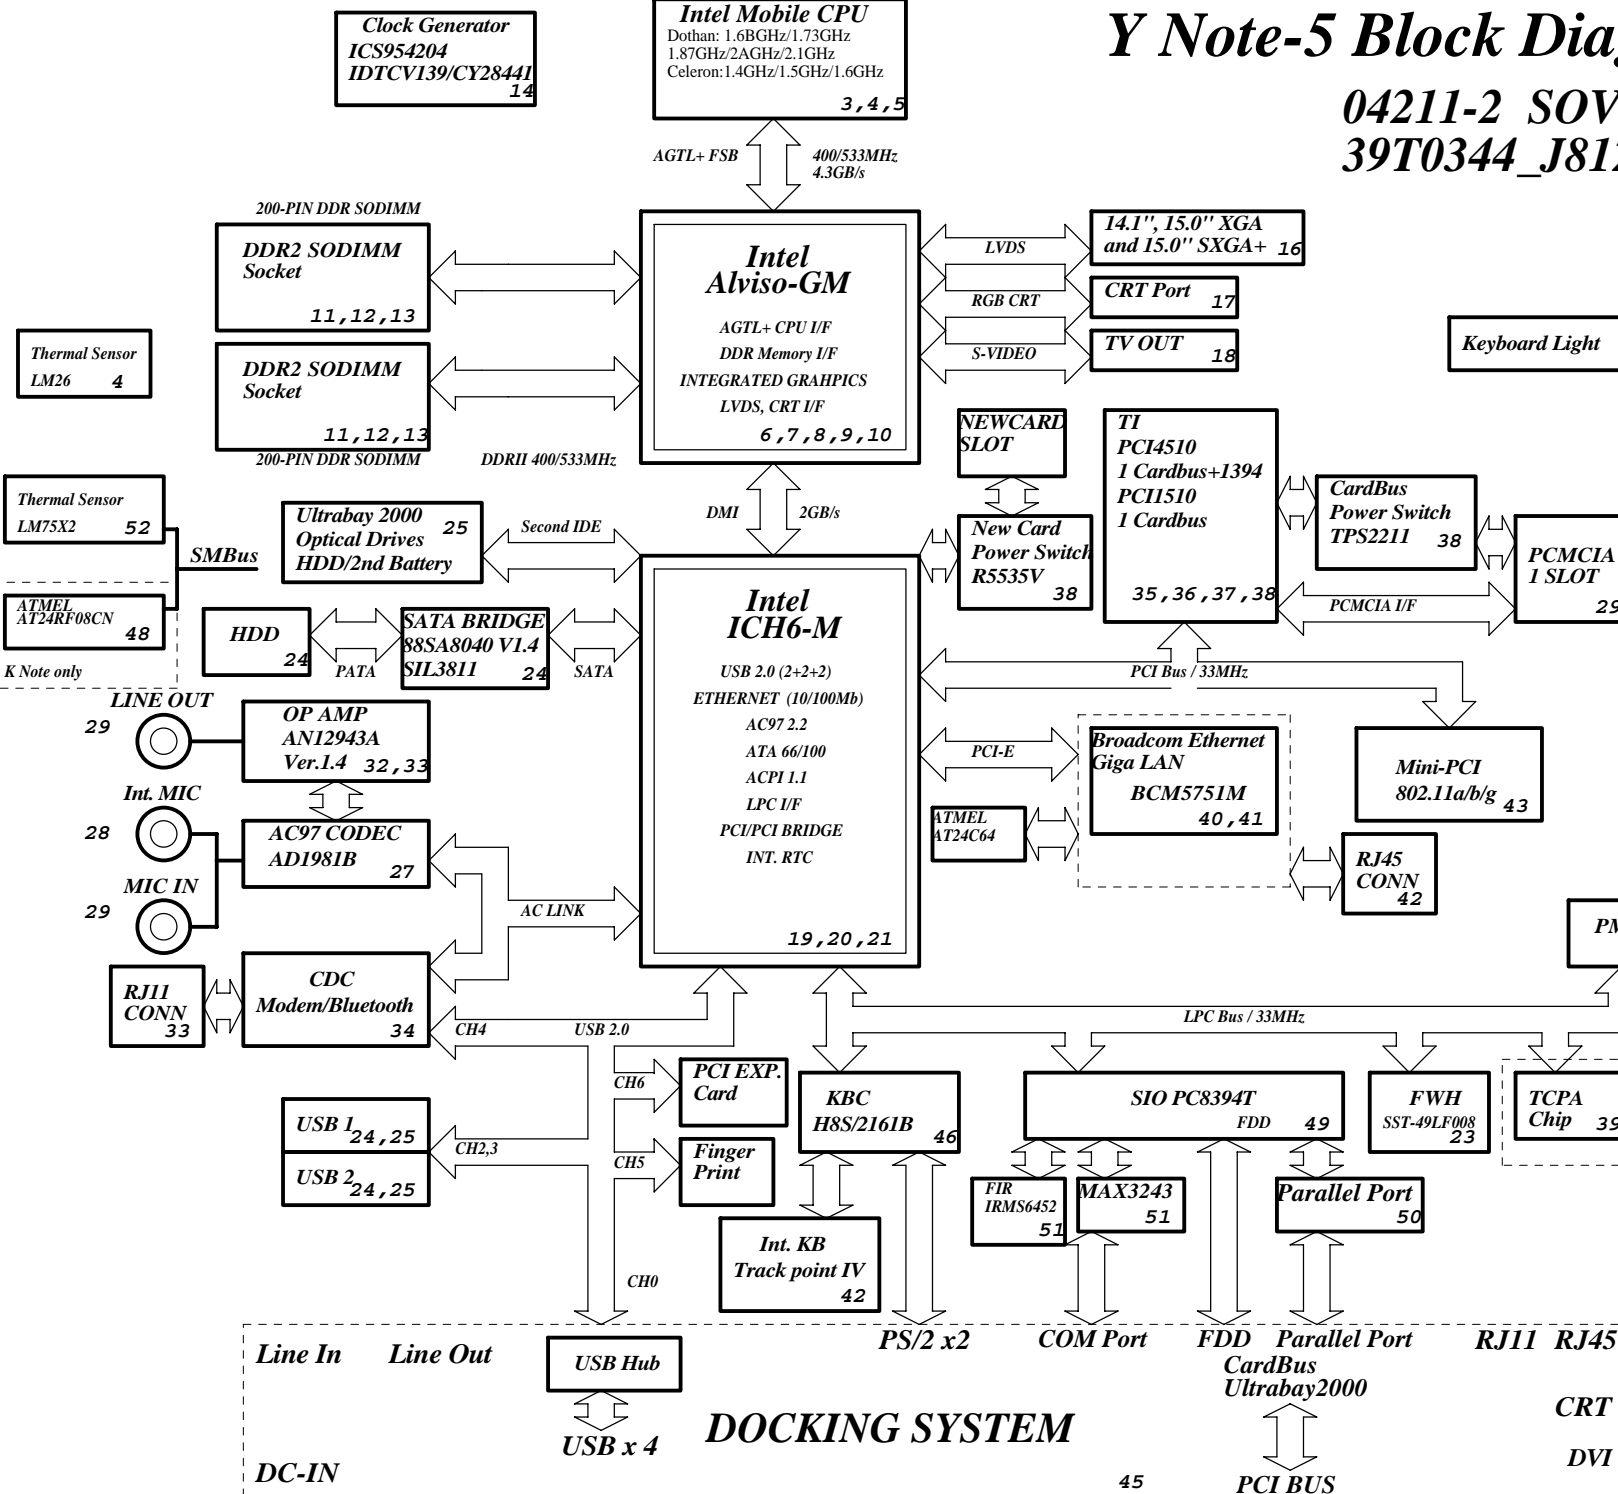 Clock Generator
ICS954204
IDTCV139/CY28441
14
Intel Mobile CPU
Dothan: 1.6BGHz/1.73GHz
1.87GHz/2AGHz/2.1GHz
Celeron:1.4GHz/1.5GHz/1.6GHz
3,4,5
Y Note-5 Block Dia
04211-2 SOV
39T0344_J81
AGTL+ FSB
400/533MHz
4.3GB/s
200-PIN DDR SODIMM
DDR2 SODIMM
Socket
11,12,13
DDR2 SODIMM
Socket
11,12,13
200-PIN DDR SODIMM
DDRII 400/533MHz
Thermal Sensor
LM26 4
Intel
Alviso-GM
AGTL+ CPU I/F
DDR Memory I/F
INTEGRATED GRAHPICS
LVDS, CRT I/F
6,7,8,9,10
LVDS
14.1", 15.0" XGA
and 15.0" SXGA+ 16
RGB CRT
CRT Port
17
S-VIDEO
TV OUT
18
Keyboard Light
NEWCARD
SLOT
TI
PCI4510
1 Cardbus+1394
PCI1510
1 Cardbus
35,36,37,38
CardBus
Power Switch
TPS2211 38
PCMCIA
1 SLOT
29
PCMCIA I/F
New Card
Power Switch
R5535V
38
Thermal Sensor
LM75X2 52
SMBus
ATMEL
AT24RF08CN
48
K Note only
Ultrabay 2000
Optical Drives
HDD/2nd Battery
25
Second IDE
DMI
2GB/s
HDD
24
PATA
SATA BRIDGE
88SA8040 V1.4
SIL3811 24
SATA
Intel
ICH6-M
USB 2.0 (2+2+2)
ETHERNET (10/100Mb)
AC97 2.2
ATA 66/100
ACPI 1.1
LPC I/F
PCI/PCI BRIDGE
INT. RTC
19,20,21
PCI Bus / 33MHz
LINE OUT
29
OP AMP
AN12943A
Ver.1.4 32,33
Int. MIC
28
AC97 CODEC
AD1981B
27
MIC IN
29
AC LINK
PCI-E
Broadcom Ethernet
Giga LAN
BCM5751M
40,41
ATMEL
AT24C64
Mini-PCI
802.11a/b/g 43
RJ45
CONN
42
RJ11
CONN
33
CDC
Modem/Bluetooth
34
CH4
USB 2.0
LPC Bus / 33MHz
CH6
PCI EXP.
Card
USB 1
24,25
USB 2
24,25
CH2,3
CH5
Finger
Print
KBC
H8S/2161B
46
SIO PC8394T
FDD 49
FWH
SST-49LF008
23
TCPA
Chip 39
FIR
IRMS6452
51
MAX3243
51
Parallel Port
50
Int. KB
Track point IV
42
CH0
Line In
Line Out
USB Hub
USB x 4
DC-IN
PS/2 x2
COM Port
FDD
Parallel Port
RJ11 RJ45
CardBus
Ultrabay2000
DOCKING SYSTEM
CRT
DVI
45
PCI BUS